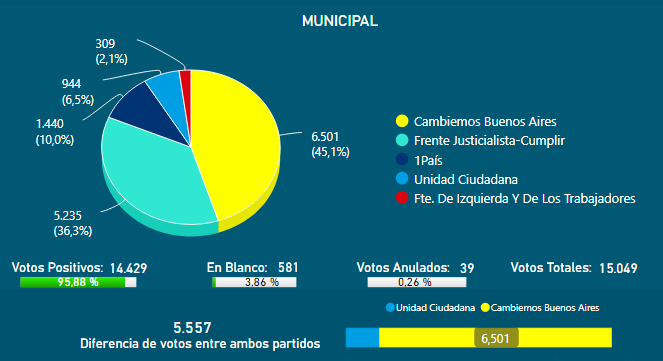 MUNICIPAL
309
(2,1%)
944
(6,5%)
1.440
(10,0%)
6.501
(45,1%)
5.235
(36,3%)
Cambiemos Buenos Aires
Frente Justicialista-Cumplir
1País
Unidad Ciudadana
Fte. De Izquierda Y De Los Trabajadores
Votos Positivos: 14.429
95,88 %
En Blanco: 581
3,86 %
Votos Anulados: 39
0,26 %
Votos Totales: 15.049
Unidad Ciudadana Cambiemos Buenos Aires
5.557
Diferencia de votos entre ambos partidos
6,501